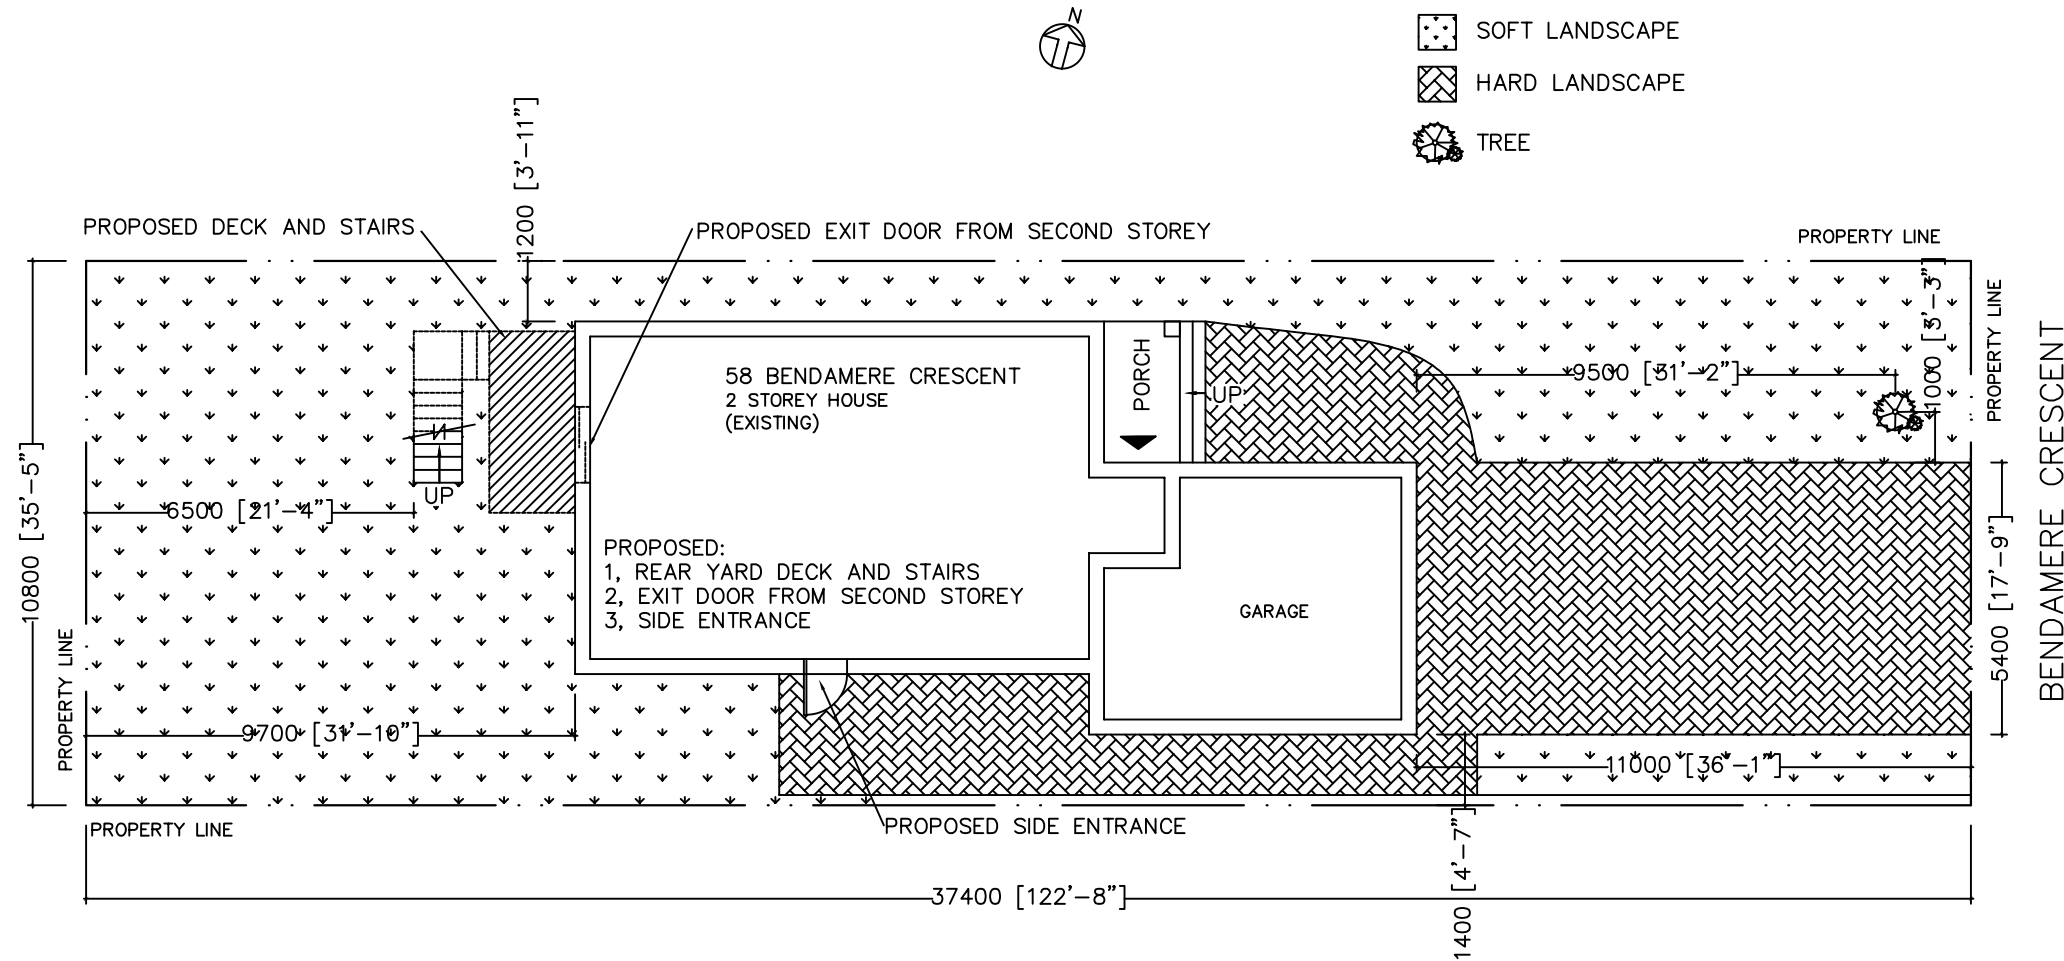 N
SOFT LANDSCAPE
HARD LANDSCAPE
TREE
1200 [3'-11"]
PROPOSED DECK AND STAIRS
PROPOSED EXIT DOOR FROM SECOND STOREY
PROPERTY LINE
1000 [3'-3"]
PROPERTY LINE
BENDAMERE CRESCENT
58 BENDAMERE CRESCENT
2 STOREY HOUSE
(EXISTING)
PORCH
UP
9500 [31'-2"]
10800 [35'-5"]
UP
6500 [21'-4"]
PROPOSED:
1, REAR YARD DECK AND STAIRS
2, EXIT DOOR FROM SECOND STOREY
3, SIDE ENTRANCE
GARAGE
5400 [17'-9"]
PROPERTY LINE
9700 [31'-10"]
11000 [36'-1"]
PROPERTY LINE
PROPOSED SIDE ENTRANCE
1400 [4'-7"]
37400 [122'-8"]